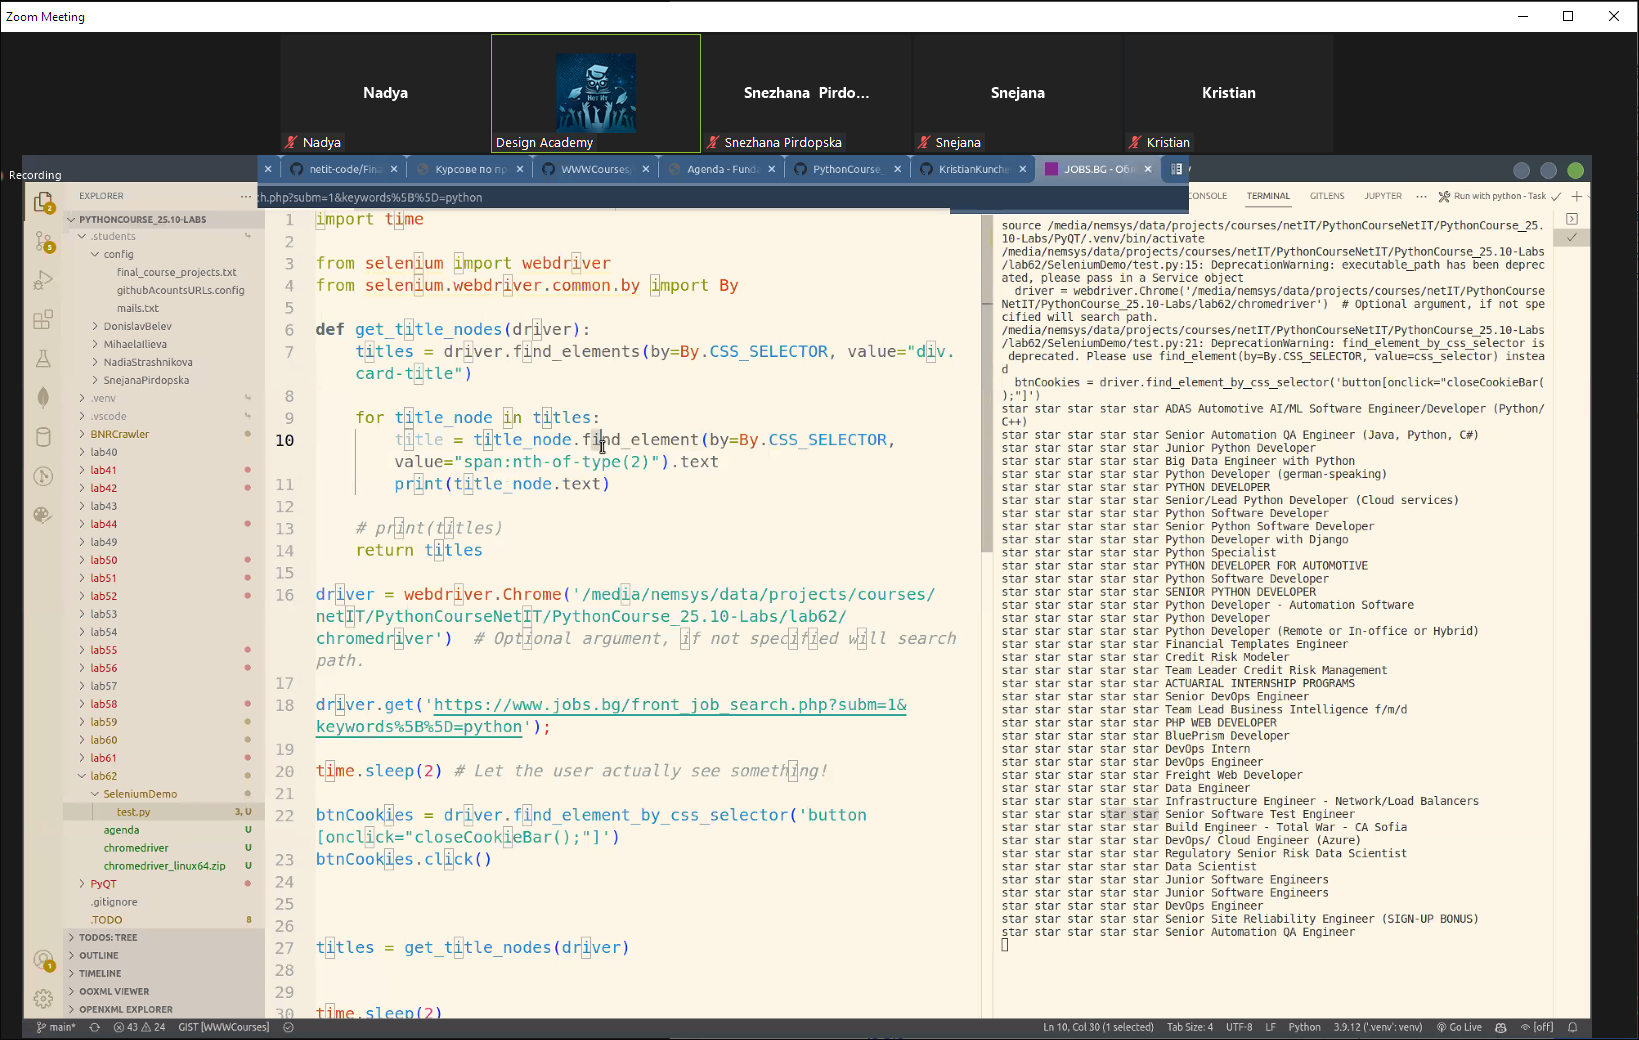 Zoom Meeting
Nadya
Snezhana Pirdo...
Snejana
Kristian
Nadya
Design Academy
Snezhana Pirdopska
Snejana
Kristian
Recording
netit-code/Fina
Курсове по пр
WWWCourses/
Agenda - Funda
PythonCourse_
KristianKunche
JOBS.BG - Обя
ch.php?subm=1&keywords%5B%5D=python
EXPLORER
PYTHONCOURSE_25.10-LABS
.students
config
final_course_projects.txt
githubAcountsURLs.config
mails.txt
DonislavBelev
MihaelaIlieva
NadiaStrashnikova
SnejanaPirdopska
.venv
.vscode
BNRCrawler
lab40
lab41
lab42
lab43
lab44
lab49
lab50
lab51
lab52
lab53
lab54
lab55
lab56
lab57
lab58
lab59
lab60
lab61
lab62
SeleniumDemo
test.py 3, U
agenda U
chromedriver U
chromedriver_linux64.zip U
PyQT
.gitignore
.TODO 8
TODOS: TREE
OUTLINE
TIMELINE
OOXML VIEWER
OPENXML EXPLORER
1 import time
2
3 from selenium import webdriver
4 from selenium.webdriver.common.by import By
5
6 def get_title_nodes(driver):
7 titles = driver.find_elements(by=By.CSS_SELECTOR, value="div.
card-title")
8
9 for title_node in titles:
10 title = title_node.find_element(by=By.CSS_SELECTOR,
value="span:nth-of-type(2)").text
11 print(title_node.text)
12
13 # print(titles)
14 return titles
15
16 driver = webdriver.Chrome('/media/nemsys/data/projects/courses/
netIT/PythonCourseNetIT/PythonCourse_25.10-Labs/lab62/
chromedriver')  # Optional argument, if not specified will search
path.
17
18 driver.get('https://www.jobs.bg/front_job_search.php?subm=1&
keywords%5B%5D=python');
19
20 time.sleep(2) # Let the user actually see something!
21
22 btnCookies = driver.find_element_by_css_selector('button
[onclick="closeCookieBar();"]')
23 btnCookies.click()
24
25
26
27 titles = get_title_nodes(driver)
28
29
30 time.sleep(2)
CONSOLE TERMINAL GITLENS JUPYTER ... Run with python - Task
source /media/nemsys/data/projects/courses/netIT/PythonCourseNetIT/PythonCourse_25.
10-Labs/PyQT/.venv/bin/activate
/media/nemsys/data/projects/courses/netIT/PythonCourseNetIT/PythonCourse_25.10-Labs
/lab62/SeleniumDemo/test.py:15: DeprecationWarning: executable_path has been deprec
ated, please pass in a Service object
driver = webdriver.Chrome('/media/nemsys/data/projects/courses/netIT/PythonCourse
NetIT/PythonCourse_25.10-Labs/lab62/chromedriver')  # Optional argument, if not spe
cified will search path.
/media/nemsys/data/projects/courses/netIT/PythonCourseNetIT/PythonCourse_25.10-Labs
/lab62/SeleniumDemo/test.py:21: DeprecationWarning: find_element_by_css_selector is
deprecated. Please use find_element(by=By.CSS_SELECTOR, value=css_selector) instea
d
btnCookies = driver.find_element_by_css_selector('button[onclick="closeCookieBar(
);"]')
star star star star star ADAS Automotive AI/ML Software Engineer/Developer (Python/
C++)
star star star star star Senior Automation QA Engineer (Java, Python, C#)
star star star star star Junior Python Developer
star star star star star Big Data Engineer with Python
star star star star star Python Developer (german-speaking)
star star star star star PYTHON DEVELOPER
star star star star star Senior/Lead Python Developer (Cloud services)
star star star star star Python Software Developer
star star star star star Senior Python Software Developer
star star star star star Python Developer with Django
star star star star star Python Specialist
star star star star star PYTHON DEVELOPER FOR AUTOMOTIVE
star star star star star Python Software Developer
star star star star star SENIOR PYTHON DEVELOPER
star star star star star Python Developer - Automation Software
star star star star star Python Developer
star star star star star Python Developer (Remote or In-office or Hybrid)
star star star star star Financial Templates Engineer
star star star star star Credit Risk Modeler
star star star star star Team Leader Credit Risk Management
star star star star star ACTUARIAL INTERNSHIP PROGRAMS
star star star star star Senior DevOps Engineer
star star star star star Team Lead Business Intelligence f/m/d
star star star star star PHP WEB DEVELOPER
star star star star star BluePrism Developer
star star star star star DevOps Intern
star star star star star DevOps Engineer
star star star star star Freight Web Developer
star star star star star Data Engineer
star star star star star Infrastructure Engineer - Network/Load Balancers
star star star star star Senior Software Test Engineer
star star star star star Build Engineer - Total War - CA Sofia
star star star star star DevOps/ Cloud Engineer (Azure)
star star star star star Regulatory Senior Risk Data Scientist
star star star star star Data Scientist
star star star star star Junior Software Engineers
star star star star star Junior Software Engineers
star star star star star DevOps Engineer
star star star star star Senior Site Reliability Engineer (SIGN-UP BONUS)
star star star star star Senior Automation QA Engineer
main* 43 24 GIST [WWWCourses] Ln 10, Col 30 (1 selected) Tab Size: 4 UTF-8 LF Python 3.9.12 ('.venv': venv) Go Live [off]